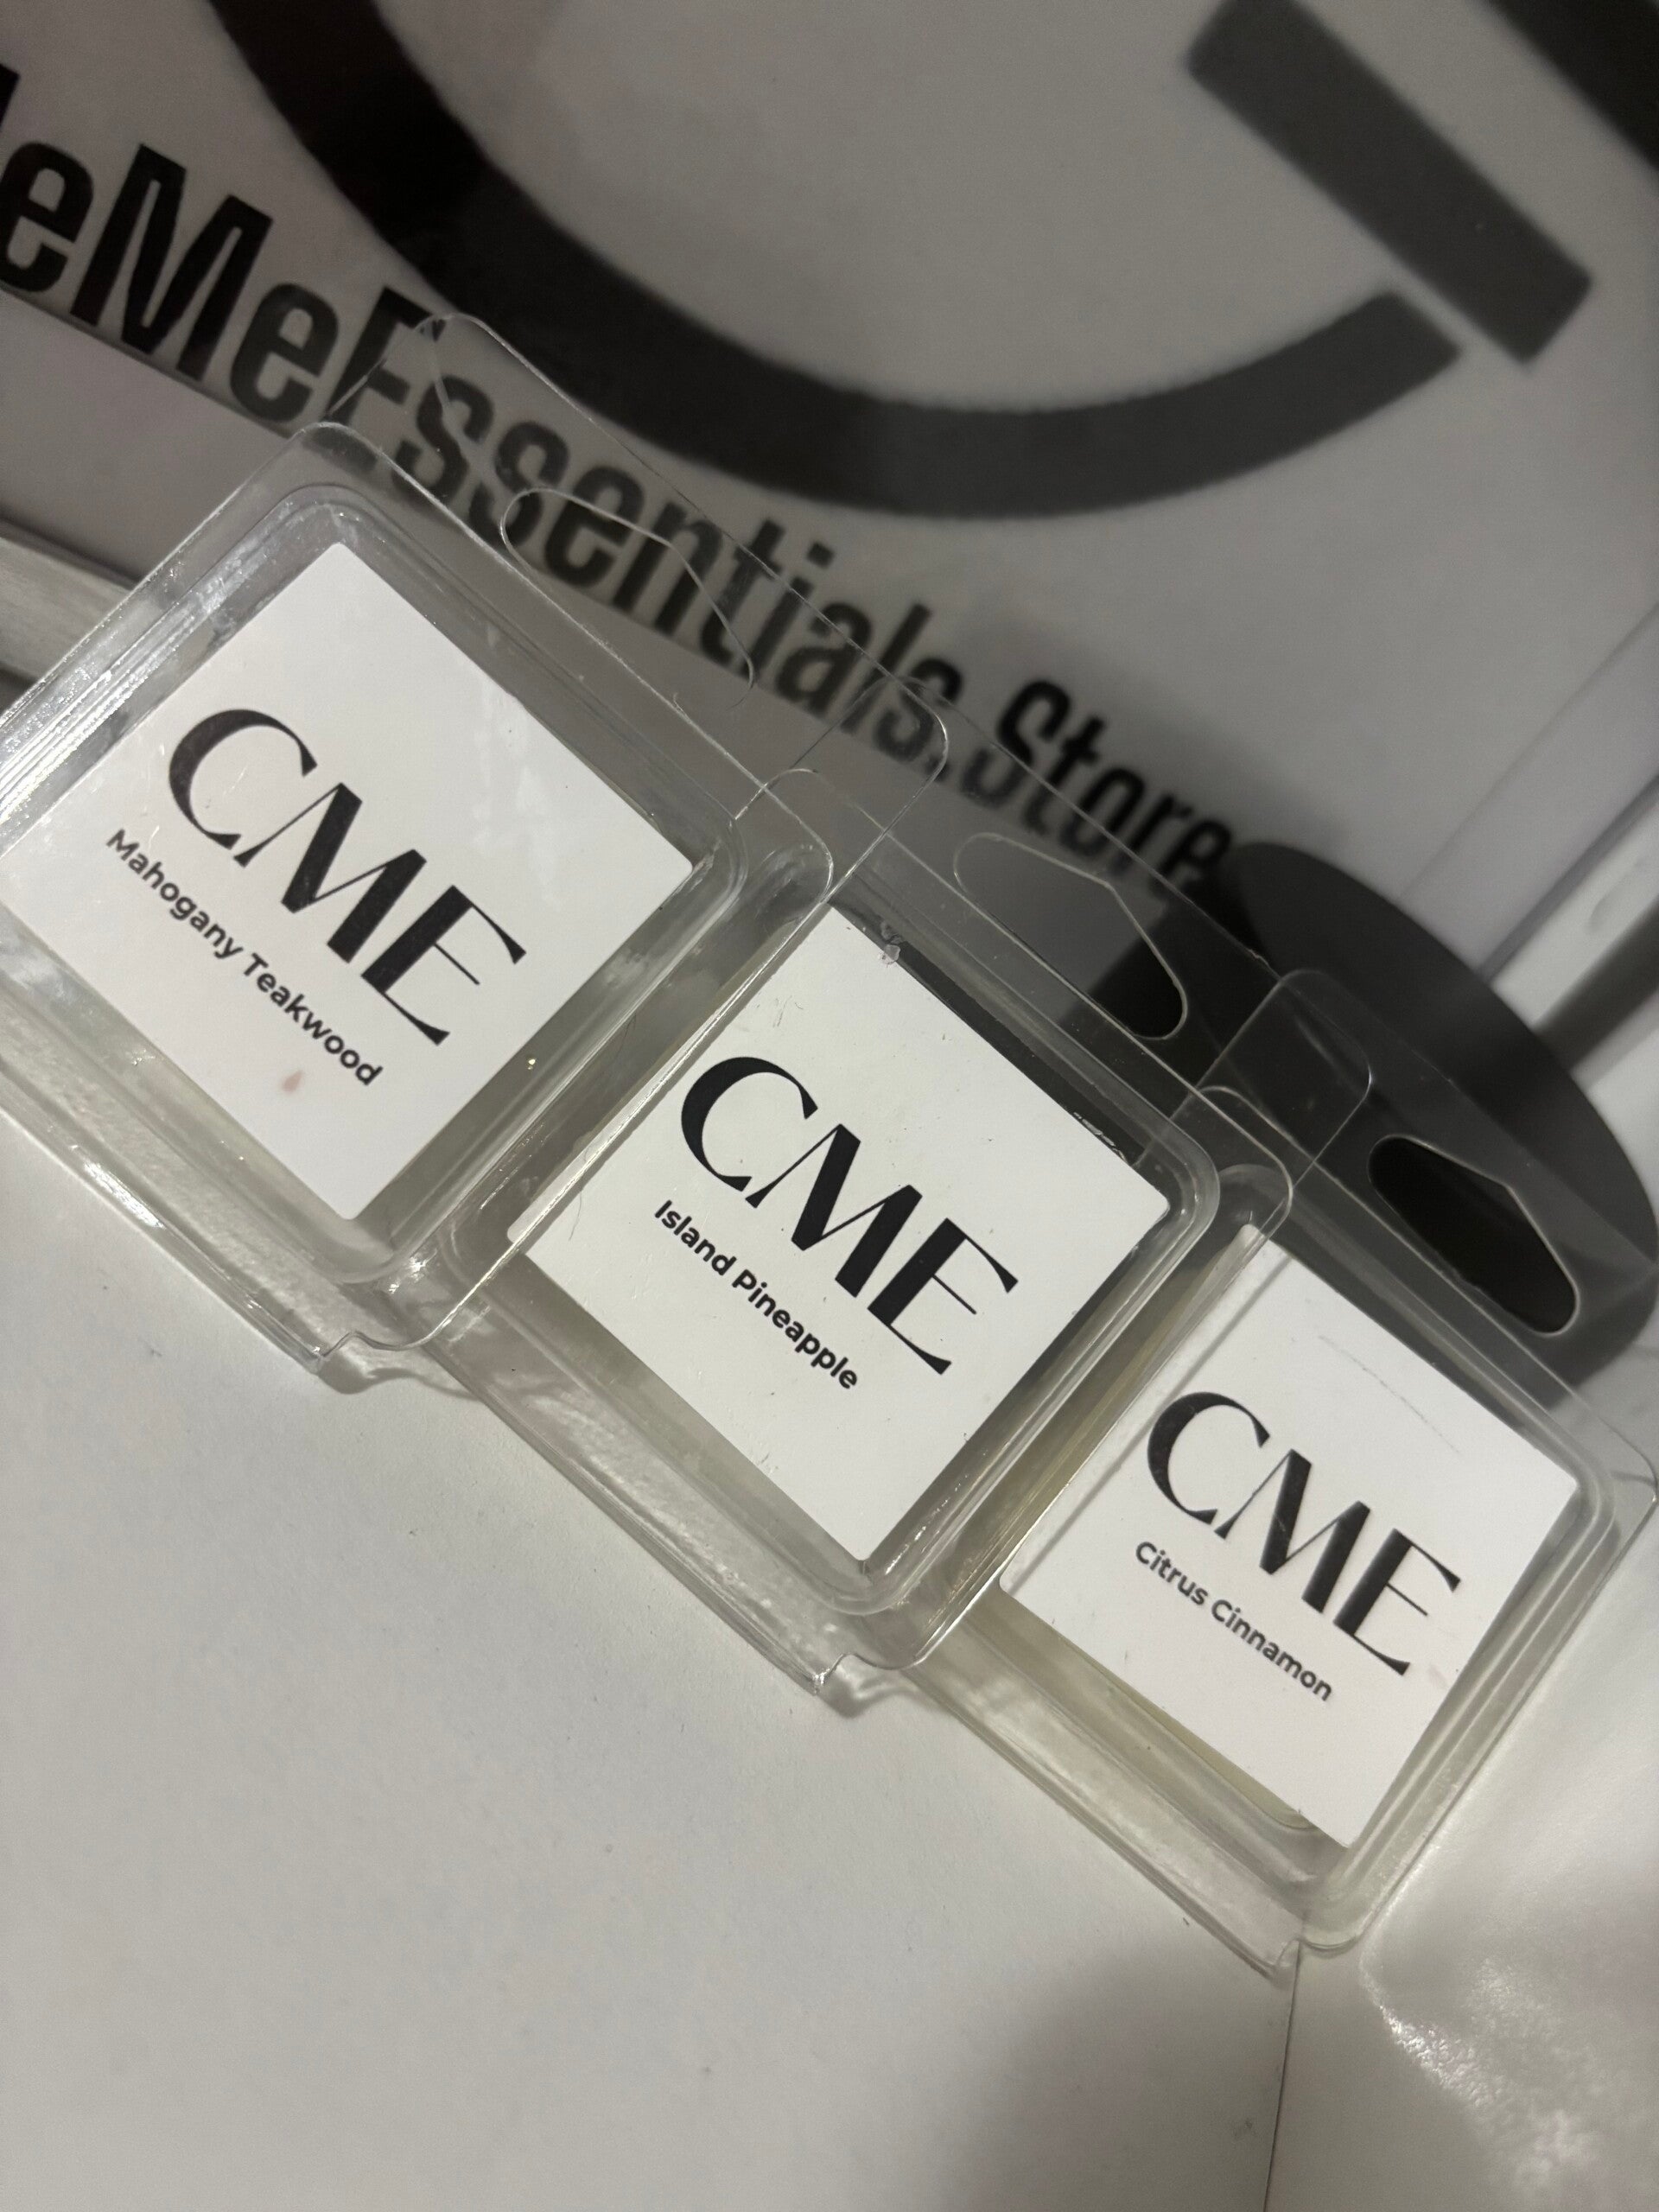 eMeEssentials.Store
CME
Mahogany Teakwood
CME
Island Pineapple
CME
Citrus Cinnamon